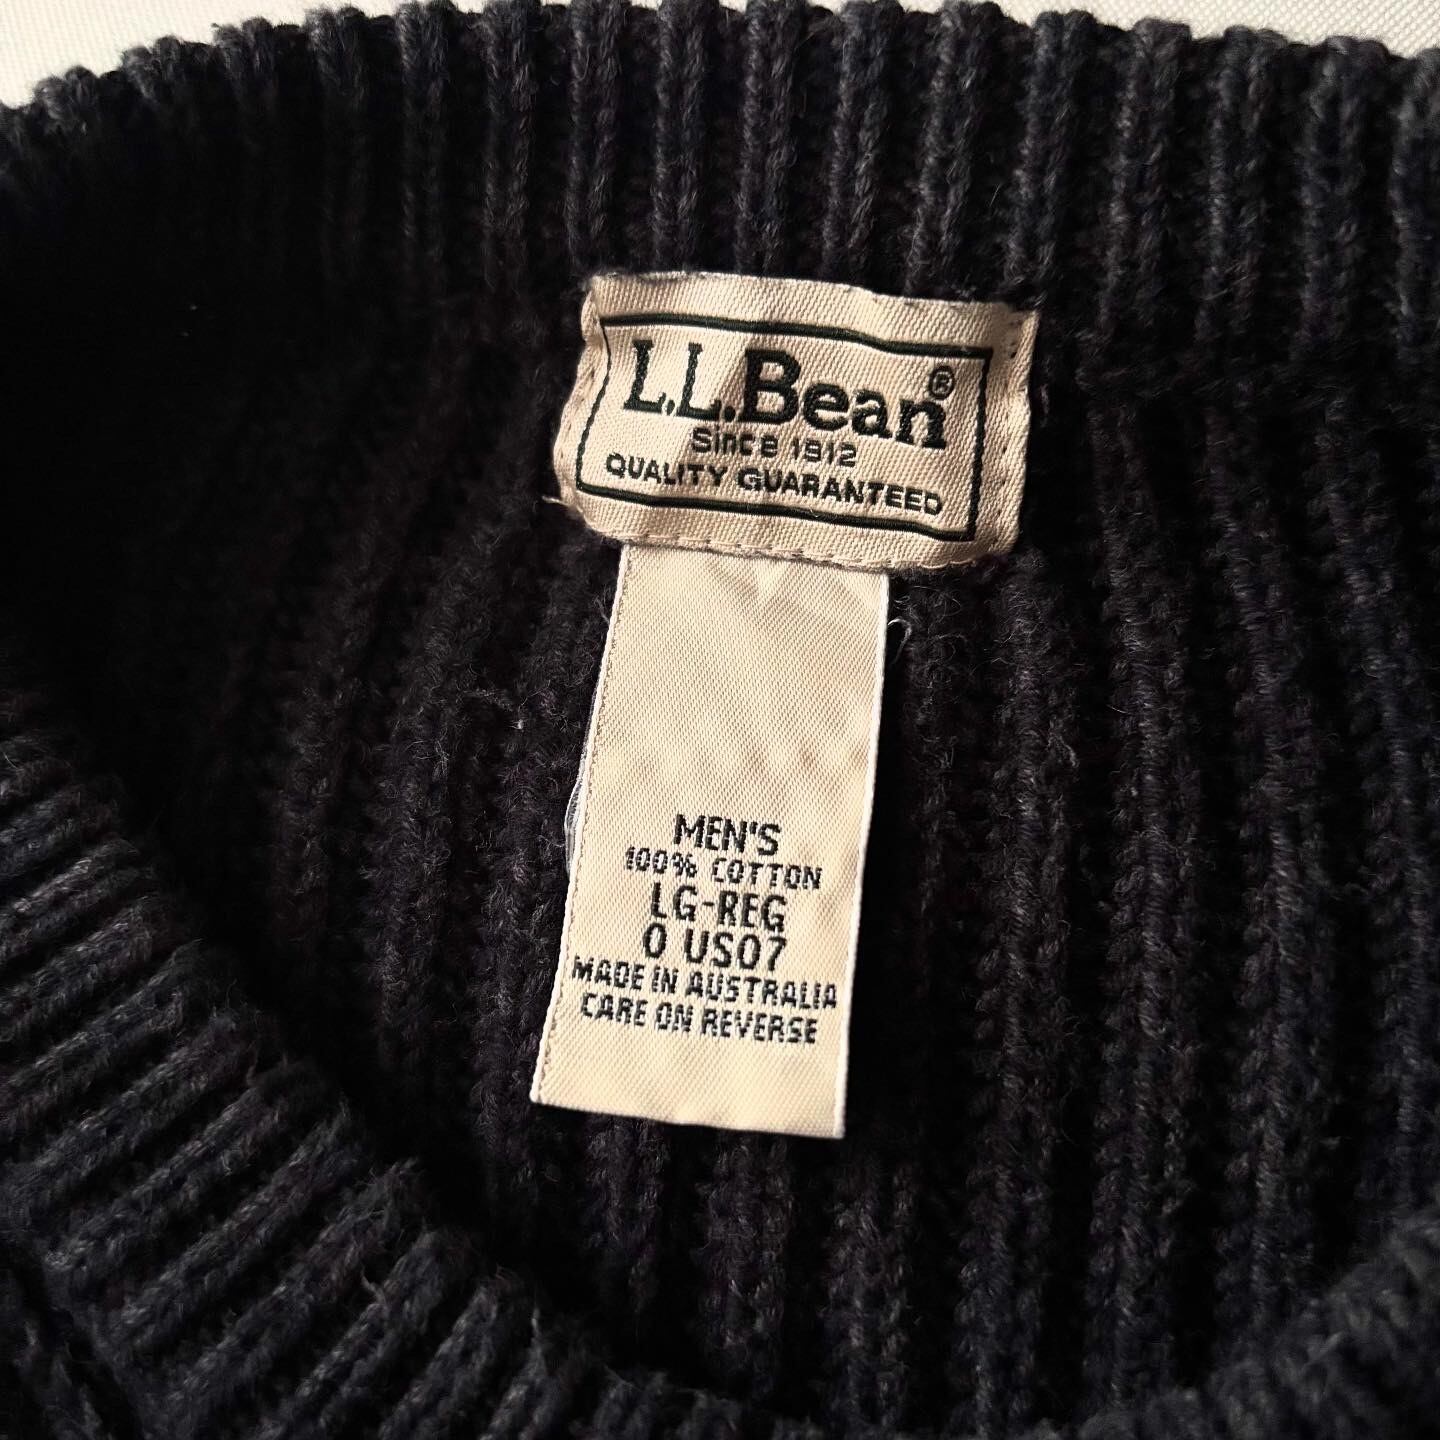 L.L.Bean®
Since 1912
QUALITY GUARANTEED
MEN'S
100% COTTON
LG-REG
0 US07
MADE IN AUSTRALIA
CARE ON REVERSE